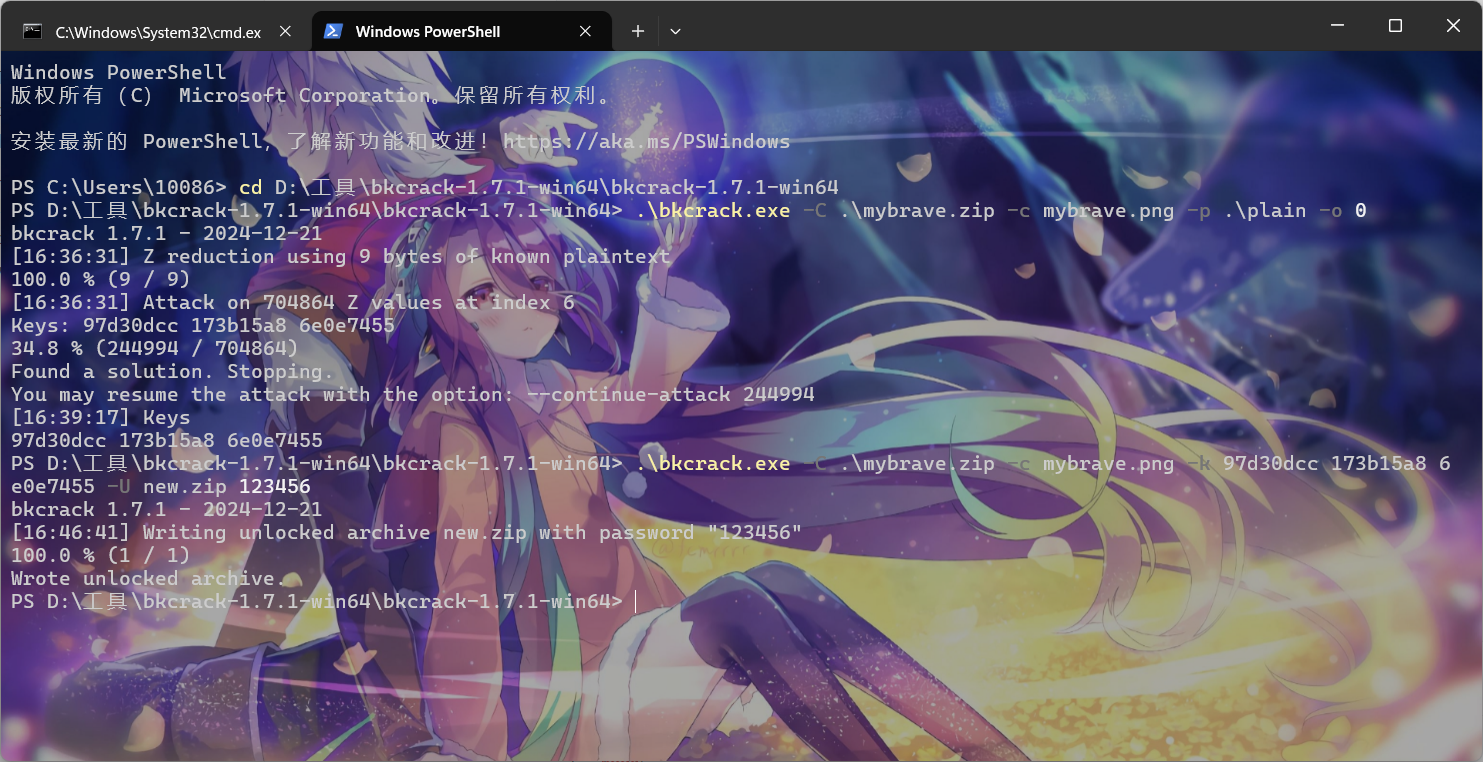 C:\Windows\System32\cmd.ex
Windows PowerShell
Windows PowerShell
版权所有 (C) Microsoft Corporation。保留所有权利。
安装最新的 PowerShell，了解新功能和改进！https://aka.ms/PSWindows
PS C:\Users\10086> cd D:\工具\bkcrack-1.7.1-win64\bkcrack-1.7.1-win64
PS D:\工具\bkcrack-1.7.1-win64\bkcrack-1.7.1-win64> .\bkcrack.exe -C .\mybrave.zip -c mybrave.png -p .\plain -o 0
bkcrack 1.7.1 - 2024-12-21
[16:36:31] Z reduction using 9 bytes of known plaintext
100.0 % (9 / 9)
[16:36:31] Attack on 704864 Z values at index 6
Keys: 97d30dcc 173b15a8 6e0e7455
34.8 % (244994 / 704864)
Found a solution. Stopping.
You may resume the attack with the option: --continue-attack 244994
[16:39:17] Keys
97d30dcc 173b15a8 6e0e7455
PS D:\工具\bkcrack-1.7.1-win64\bkcrack-1.7.1-win64> .\bkcrack.exe -C .\mybrave.zip -c mybrave.png -k 97d30dcc 173b15a8 6
e0e7455 -U new.zip 123456
bkcrack 1.7.1 - 2024-12-21
[16:46:41] Writing unlocked archive new.zip with password "123456"
100.0 % (1 / 1)
Wrote unlocked archive.
PS D:\工具\bkcrack-1.7.1-win64\bkcrack-1.7.1-win64>